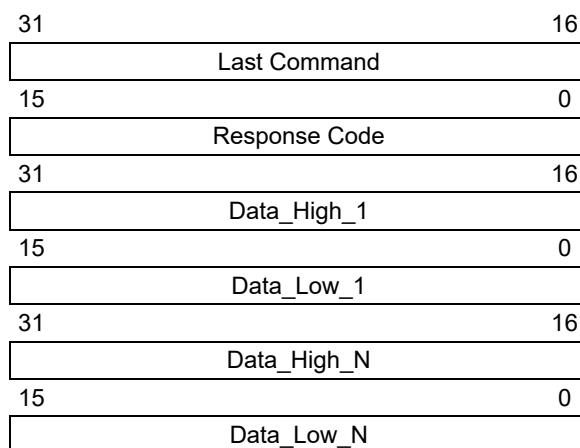 31 16
Last Command
15 0
Response Code
31 16
Data_High_1
15 0
Data_Low_1
31 16
Data_High_N
15 0
Data_Low_N